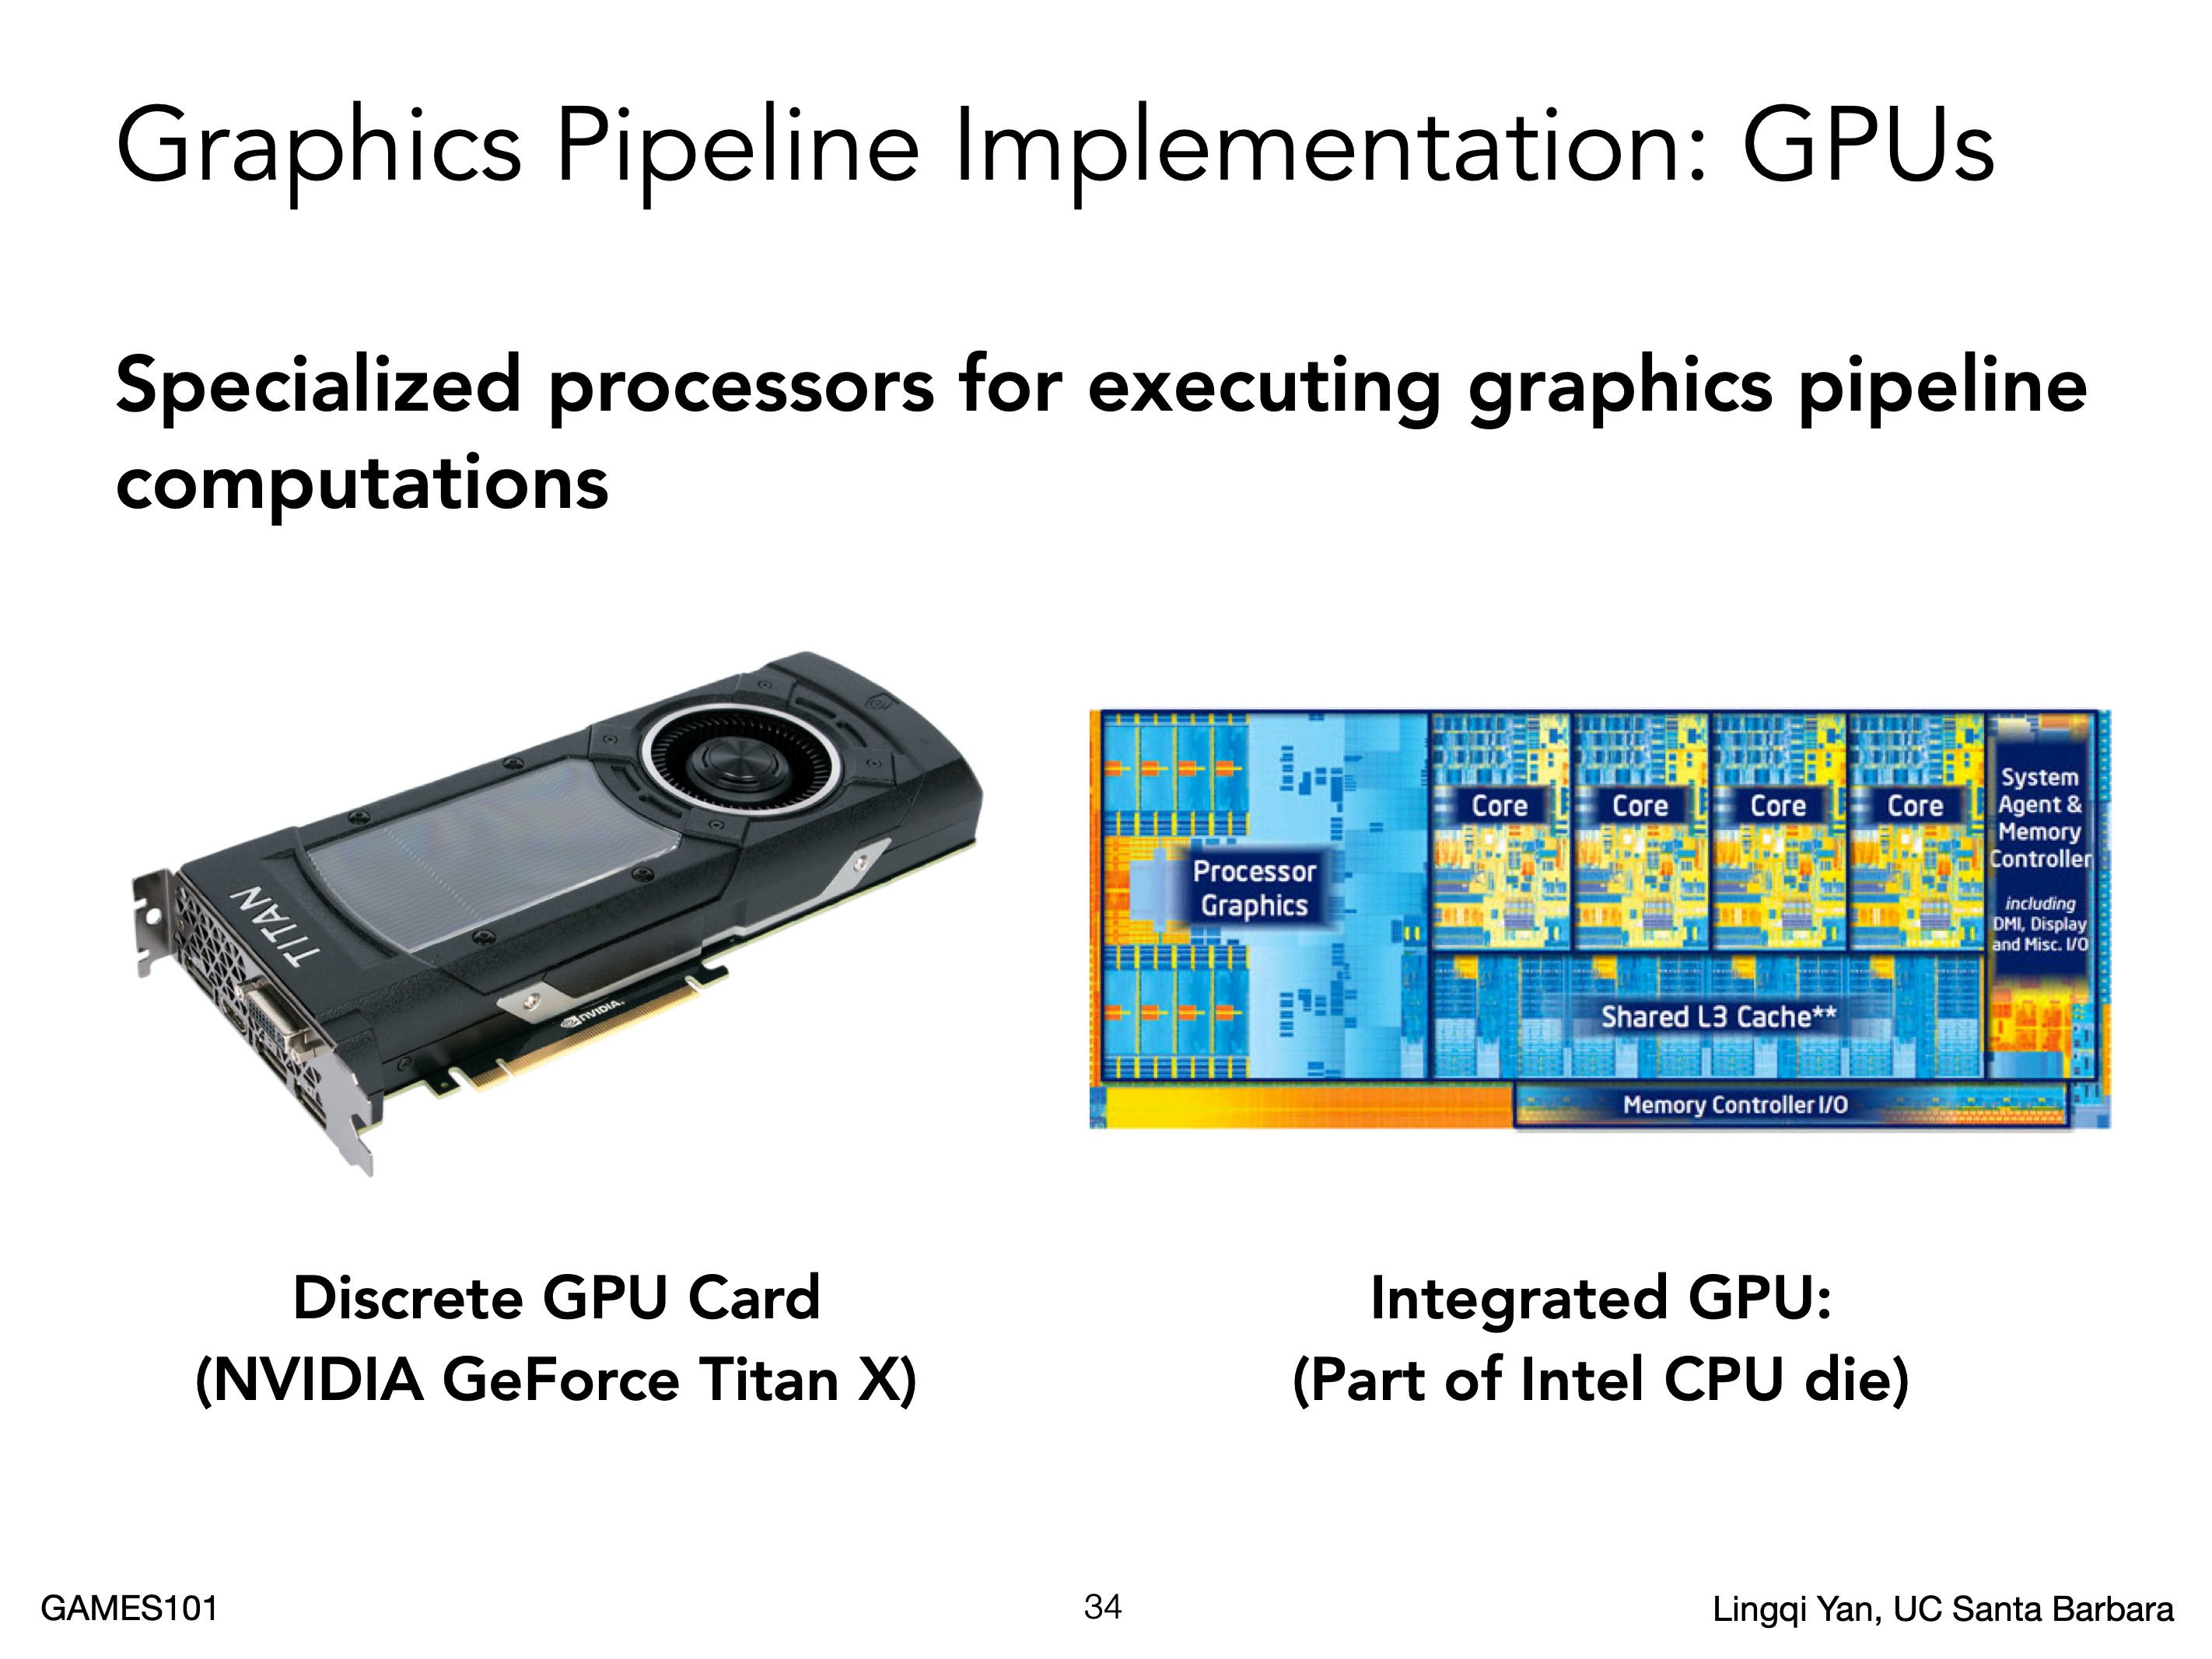 Graphics Pipeline Implementation: GPUs
Specialized processors for executing graphics pipeline
computations
TITAN
NVIDIA.
Processor
Graphics
Core
Core
Core
Core
System
Agent &
Memory
Controller
including
DMI, Display
and Misc. I/O
Shared L3 Cache**
Memory Controller I/O
Discrete GPU Card
(NVIDIA GeForce Titan X)
Integrated GPU:
(Part of Intel CPU die)
GAMES101
34
Lingqi Yan, UC Santa Barbara